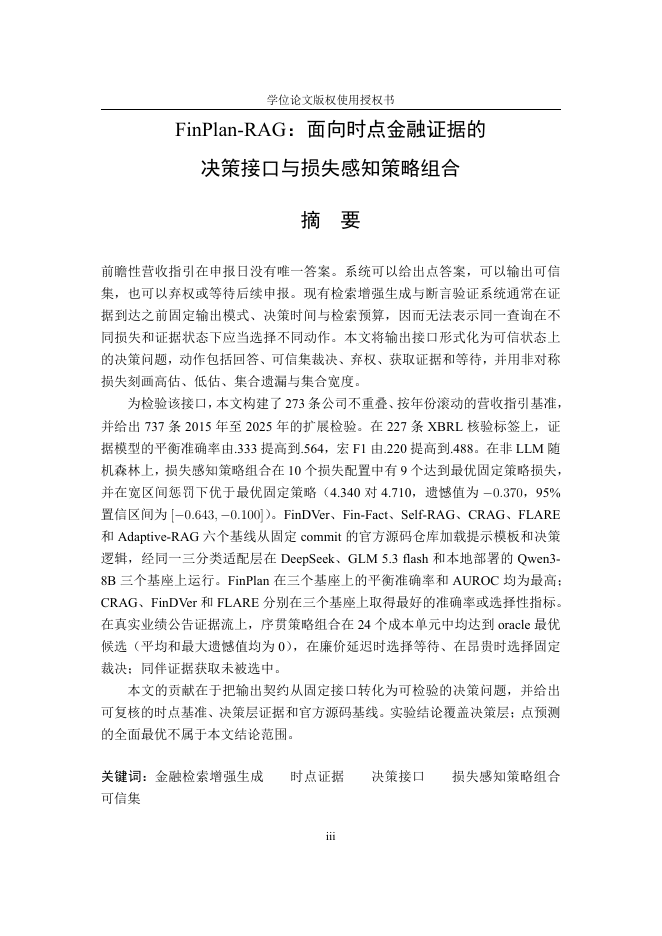 学位论文版权使用授权书
FinPlan-RAG：面向时点金融证据的
决策接口与损失感知策略组合
摘 要
前瞻性营收指引在申报日没有唯一答案。系统可以给出点答案，可以输出可信
集，也可以弃权或等待后续申报。现有检索增强生成与断言验证系统通常在证
据到达之前固定输出模式、决策时间与检索预算，因而无法表示同一查询在不
同损失和证据状态下应当选择不同动作。本文将输出接口形式化为可信状态上
的决策问题，动作包括回答、可信集裁决、弃权、获取证据和等待，并用非对称
损失刻画高估、低估、集合遗漏与集合宽度。
为检验该接口，本文构建了 273 条公司不重叠、按年份滚动的营收指引基准，
并给出 737 条 2015 年至 2025 年的扩展检验。在 227 条 XBRL 核验标签上，证
据模型的平衡准确率由.333 提高到.564，宏 F1 由.220 提高到.488。在非 LLM 随
机森林上，损失感知策略组合在 10 个损失配置中有 9 个达到最优固定策略损失，
并在宽区间惩罚下优于最优固定策略（4.340 对 4.710，遗憾值为 −0.370，95%
置信区间为 [−0.643, −0.100]）。FinDVer、Fin-Fact、Self-RAG、CRAG、FLARE
和 Adaptive-RAG 六个基线从固定 commit 的官方源码仓库加载提示模板和决策
逻辑，经同一三分类适配层在 DeepSeek、GLM 5.3 flash 和本地部署的 Qwen3-
8B 三个基座上运行。FinPlan 在三个基座上的平衡准确率和 AUROC 均为最高；
CRAG、FinDVer 和 FLARE 分别在三个基座上取得最好的准确率或选择性指标。
在真实业绩公告证据流上，序贯策略组合在 24 个成本单元中均达到 oracle 最优
候选（平均和最大遗憾值均为 0），在廉价延迟时选择等待、在昂贵时选择固定
裁决；同伴证据获取未被选中。
本文的贡献在于把输出契约从固定接口转化为可检验的决策问题，并给出
可复核的时点基准、决策层证据和官方源码基线。实验结论覆盖决策层；点预测
的全面最优不属于本文结论范围。
关键词：金融检索增强生成 时点证据 决策接口 损失感知策略组合
可信集
iii